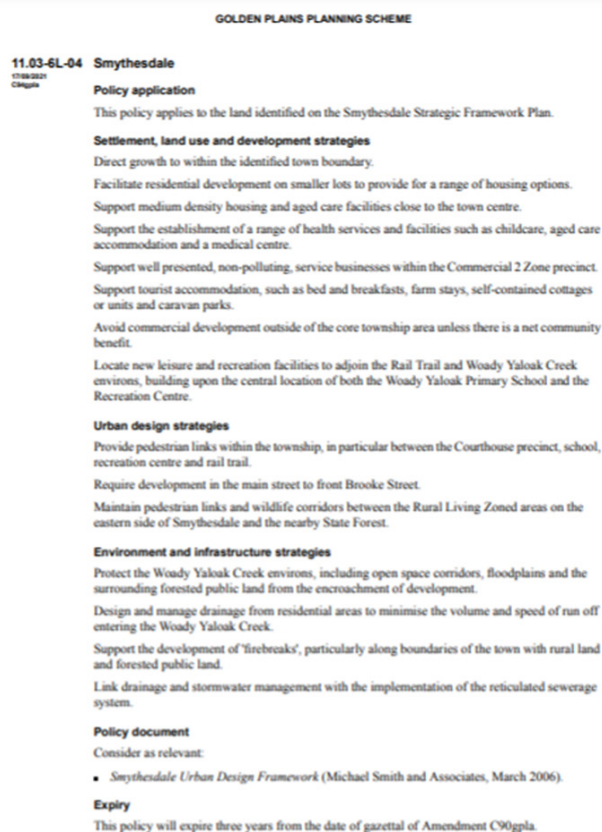 GOLDEN PLAINS PLANNING SCHEME
11.03-6L-04 Smythesdale
17/09/2021
C94gpla
Policy application
This policy applies to the land identified on the Smythesdale Strategic Framework Plan.
Settlement, land use and development strategies
Direct growth to within the identified town boundary.
Facilitate residential development on smaller lots to provide for a range of housing options.
Support medium density housing and aged care facilities close to the town centre.
Support the establishment of a range of health services and facilities such as childcare, aged care
accommodation and a medical centre.
Support well presented, non-polluting, service businesses within the Commercial 2 Zone precinct.
Support tourist accommodation, such as bed and breakfasts, farm stays, self-contained cottages
or units and caravan parks.
Avoid commercial development outside of the core township area unless there is a net community
benefit.
Locate new leisure and recreation facilities to adjoin the Rail Trail and Woady Yaloak Creek
environs, building upon the central location of both the Woady Yaloak Primary School and the
Recreation Centre.
Urban design strategies
Provide pedestrian links within the township, in particular between the Courthouse precinct, school,
recreation centre and rail trail.
Require development in the main street to front Brooke Street.
Maintain pedestrian links and wildlife corridors between the Rural Living Zoned areas on the
eastern side of Smythesdale and the nearby State Forest.
Environment and infrastructure strategies
Protect the Woady Yaloak Creek environs, including open space corridors, floodplains and the
surrounding forested public land from the encroachment of development.
Design and manage drainage from residential areas to minimise the volume and speed of run off
entering the Woady Yaloak Creek.
Support the development of 'firebreaks', particularly along boundaries of the town with rural land
and forested public land.
Link drainage and stormwater management with the implementation of the reticulated sewerage
system.
Policy document
Consider as relevant:
▪ Smythesdale Urban Design Framework (Michael Smith and Associates, March 2006).
Expiry
This policy will expire three years from the date of gazettal of Amendment C90gpla.